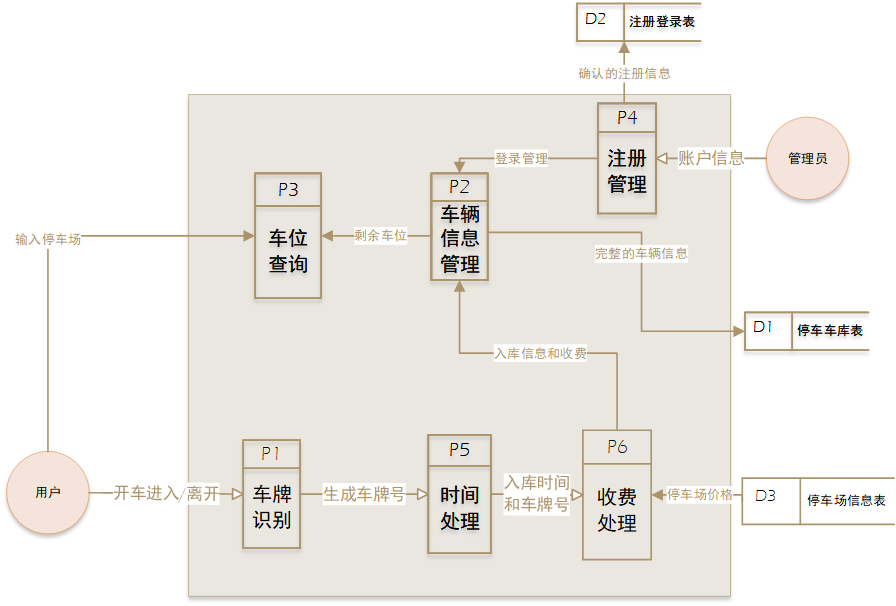 D2
注册登录表
确认的注册信息
P4
注册
管理
账户信息
管理员
登录管理
P2
车辆
信息
管理
P3
车位
查询
剩余车位
输入停车场
完整的车辆信息
D1
停车车库表
入库信息和收费
用户
开车进入/离开
P1
车牌
识别
生成车牌号
P5
时间
处理
入库时间
和车牌号
P6
收费
处理
停车场价格
D3
停车场信息表